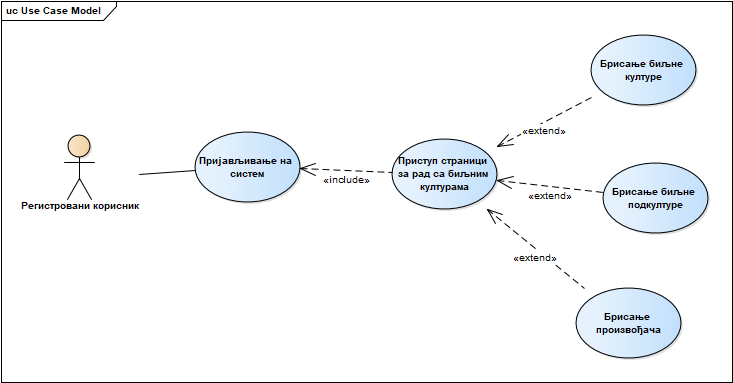 uc Use Case Model
Брисање биљне
културе
«extend»
Пријављивање на
систем
Приступ страници
за рад са биљним
културама
«include»
Регистровани корисник
Брисање биљне
подкултуре
«extend»
«extend»
Брисање
произвођача